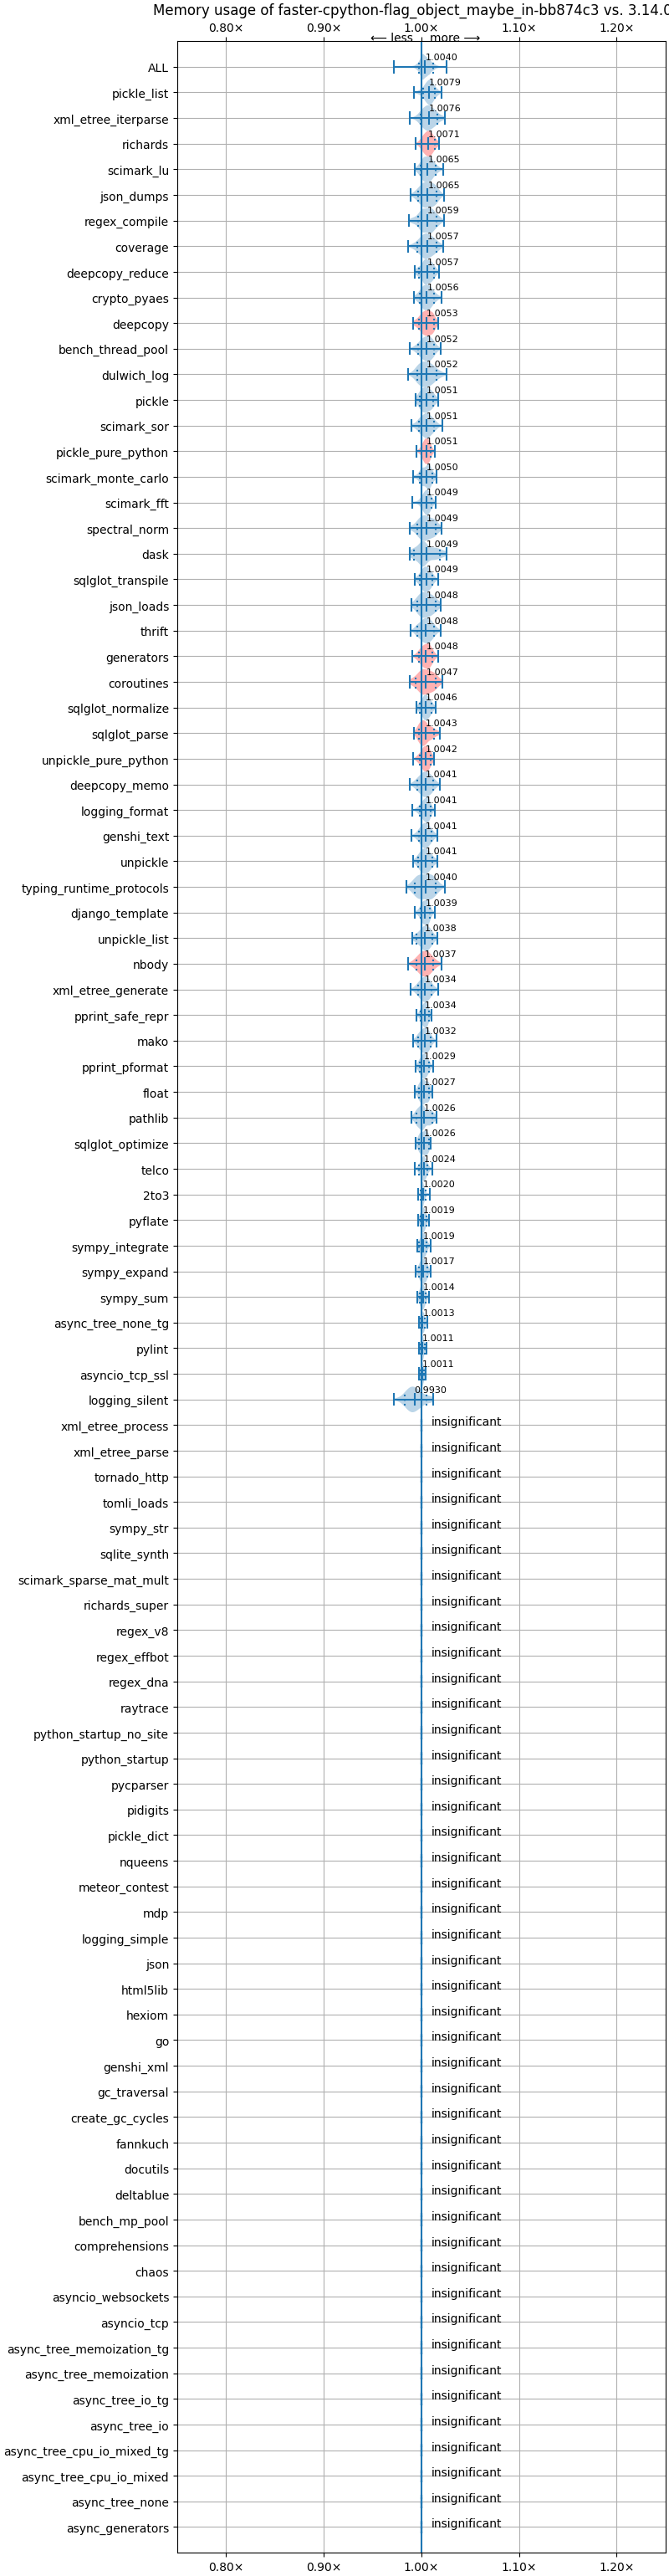 Memory usage of faster-cpython-flag_object_maybe_in-bb874c3 vs. 3.14.0
0.80× 0.90× 1.00× 1.10× 1.20×
⟵ less more ⟶
ALL 1.0040
pickle_list 1.0079
xml_etree_iterparse 1.0076
richards 1.0071
scimark_lu 1.0065
json_dumps 1.0065
regex_compile 1.0059
coverage 1.0057
deepcopy_reduce 1.0057
crypto_pyaes 1.0056
deepcopy 1.0053
bench_thread_pool 1.0052
dulwich_log 1.0052
pickle 1.0051
scimark_sor 1.0051
pickle_pure_python 1.0051
scimark_monte_carlo 1.0050
scimark_fft 1.0049
spectral_norm 1.0049
dask 1.0049
sqlglot_transpile 1.0049
json_loads 1.0048
thrift 1.0048
generators 1.0048
coroutines 1.0047
sqlglot_normalize 1.0046
sqlglot_parse 1.0043
unpickle_pure_python 1.0042
deepcopy_memo 1.0041
logging_format 1.0041
genshi_text 1.0041
unpickle 1.0041
typing_runtime_protocols 1.0040
django_template 1.0039
unpickle_list 1.0038
nbody 1.0037
xml_etree_generate 1.0034
pprint_safe_repr 1.0034
mako 1.0032
pprint_pformat 1.0029
float 1.0027
pathlib 1.0026
sqlglot_optimize 1.0026
telco 1.0024
2to3 1.0020
pyflate 1.0019
sympy_integrate 1.0019
sympy_expand 1.0017
sympy_sum 1.0014
async_tree_none_tg 1.0013
pylint 1.0011
asyncio_tcp_ssl 1.0011
logging_silent 0.9930
xml_etree_process insignificant
xml_etree_parse insignificant
tornado_http insignificant
tomli_loads insignificant
sympy_str insignificant
sqlite_synth insignificant
scimark_sparse_mat_mult insignificant
richards_super insignificant
regex_v8 insignificant
regex_effbot insignificant
regex_dna insignificant
raytrace insignificant
python_startup_no_site insignificant
python_startup insignificant
pycparser insignificant
pidigits insignificant
pickle_dict insignificant
nqueens insignificant
meteor_contest insignificant
mdp insignificant
logging_simple insignificant
json insignificant
html5lib insignificant
hexiom insignificant
go insignificant
genshi_xml insignificant
gc_traversal insignificant
create_gc_cycles insignificant
fannkuch insignificant
docutils insignificant
deltablue insignificant
bench_mp_pool insignificant
comprehensions insignificant
chaos insignificant
asyncio_websockets insignificant
asyncio_tcp insignificant
async_tree_memoization_tg insignificant
async_tree_memoization insignificant
async_tree_io_tg insignificant
async_tree_io insignificant
async_tree_cpu_io_mixed_tg insignificant
async_tree_cpu_io_mixed insignificant
async_tree_none insignificant
async_generators insignificant
0.80× 0.90× 1.00× 1.10× 1.20×